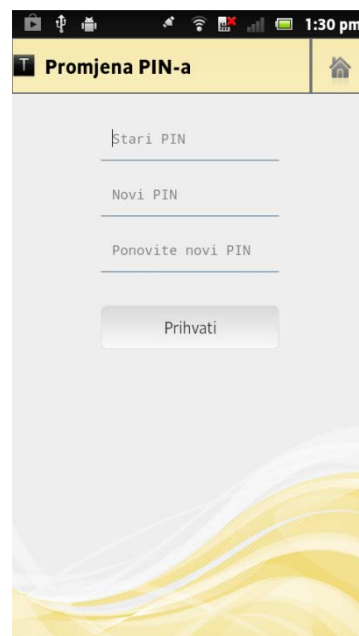 1:30 pm
T Promjena PIN-a
Stari PIN
Novi PIN
Ponovite novi PIN
Prihvati